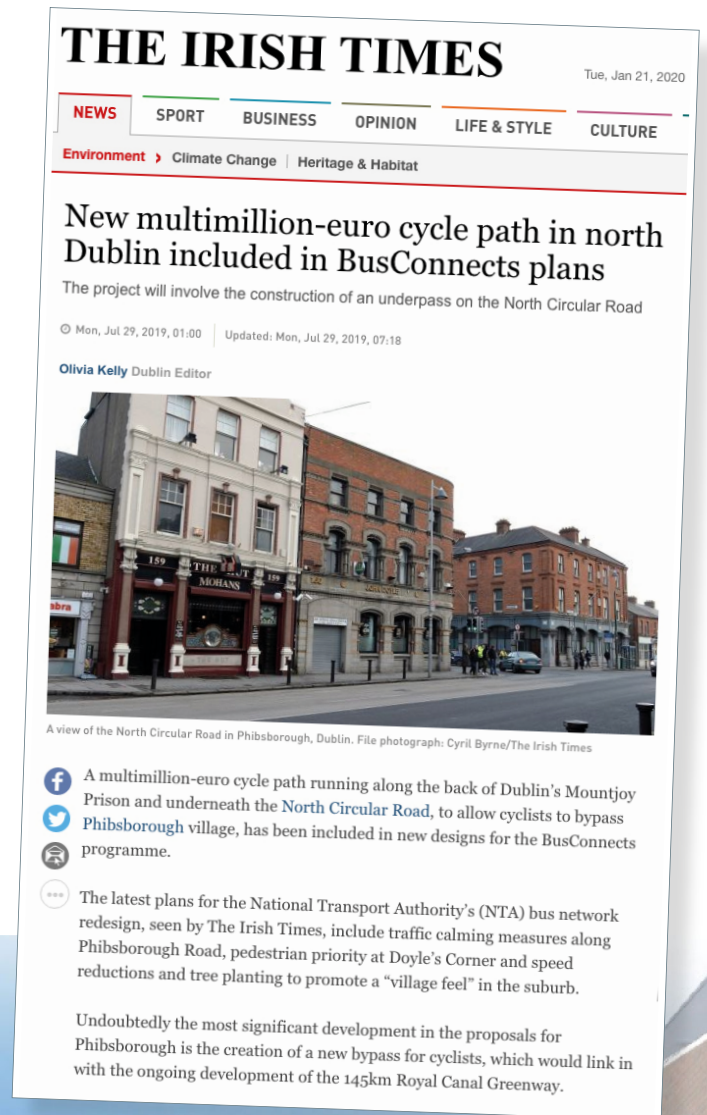 THE IRISH TIMES
Tue, Jan 21, 2020
NEWS SPORT BUSINESS OPINION LIFE & STYLE CULTURE
Environment › Climate Change | Heritage & Habitat
New multimillion-euro cycle path in north
Dublin included in BusConnects plans
The project will involve the construction of an underpass on the North Circular Road
Mon, Jul 29, 2019, 01:00 | Updated: Mon, Jul 29, 2019, 07:18
Olivia Kelly Dublin Editor
159 THE HUT 159
MOHANS
abra
A view of the North Circular Road in Phibsborough, Dublin. File photograph: Cyril Byrne/The Irish Times
A multimillion-euro cycle path running along the back of Dublin’s Mountjoy
Prison and underneath the North Circular Road, to allow cyclists to bypass
Phibsborough village, has been included in new designs for the BusConnects
programme.
The latest plans for the National Transport Authority’s (NTA) bus network
redesign, seen by The Irish Times, include traffic calming measures along
Phibsborough Road, pedestrian priority at Doyle’s Corner and speed
reductions and tree planting to promote a “village feel” in the suburb.
Undoubtedly the most significant development in the proposals for
Phibsborough is the creation of a new bypass for cyclists, which would link in
with the ongoing development of the 145km Royal Canal Greenway.